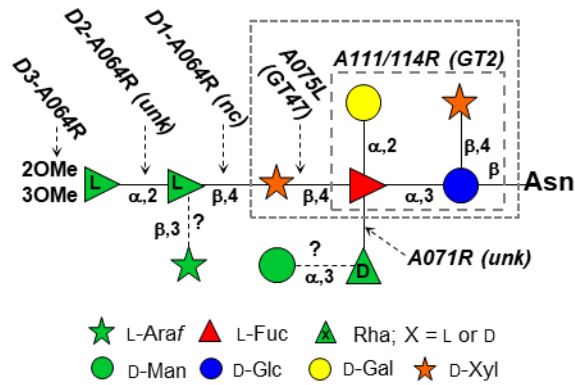 D3-A064R
D2-A064R (unk)
D1-A064R (nc)
A075L
(GT47)
A111/114R (GT2)
α,2
β,4
2OMe
3OMe
L
α,2
L
β,4
β,4
α,3
β
Asn
β,3
?
?
α,3
D
A071R (unk)
L-Araf
L-Fuc
X
Rha; X = L or D
D-Man
D-Glc
D-Gal
D-Xyl